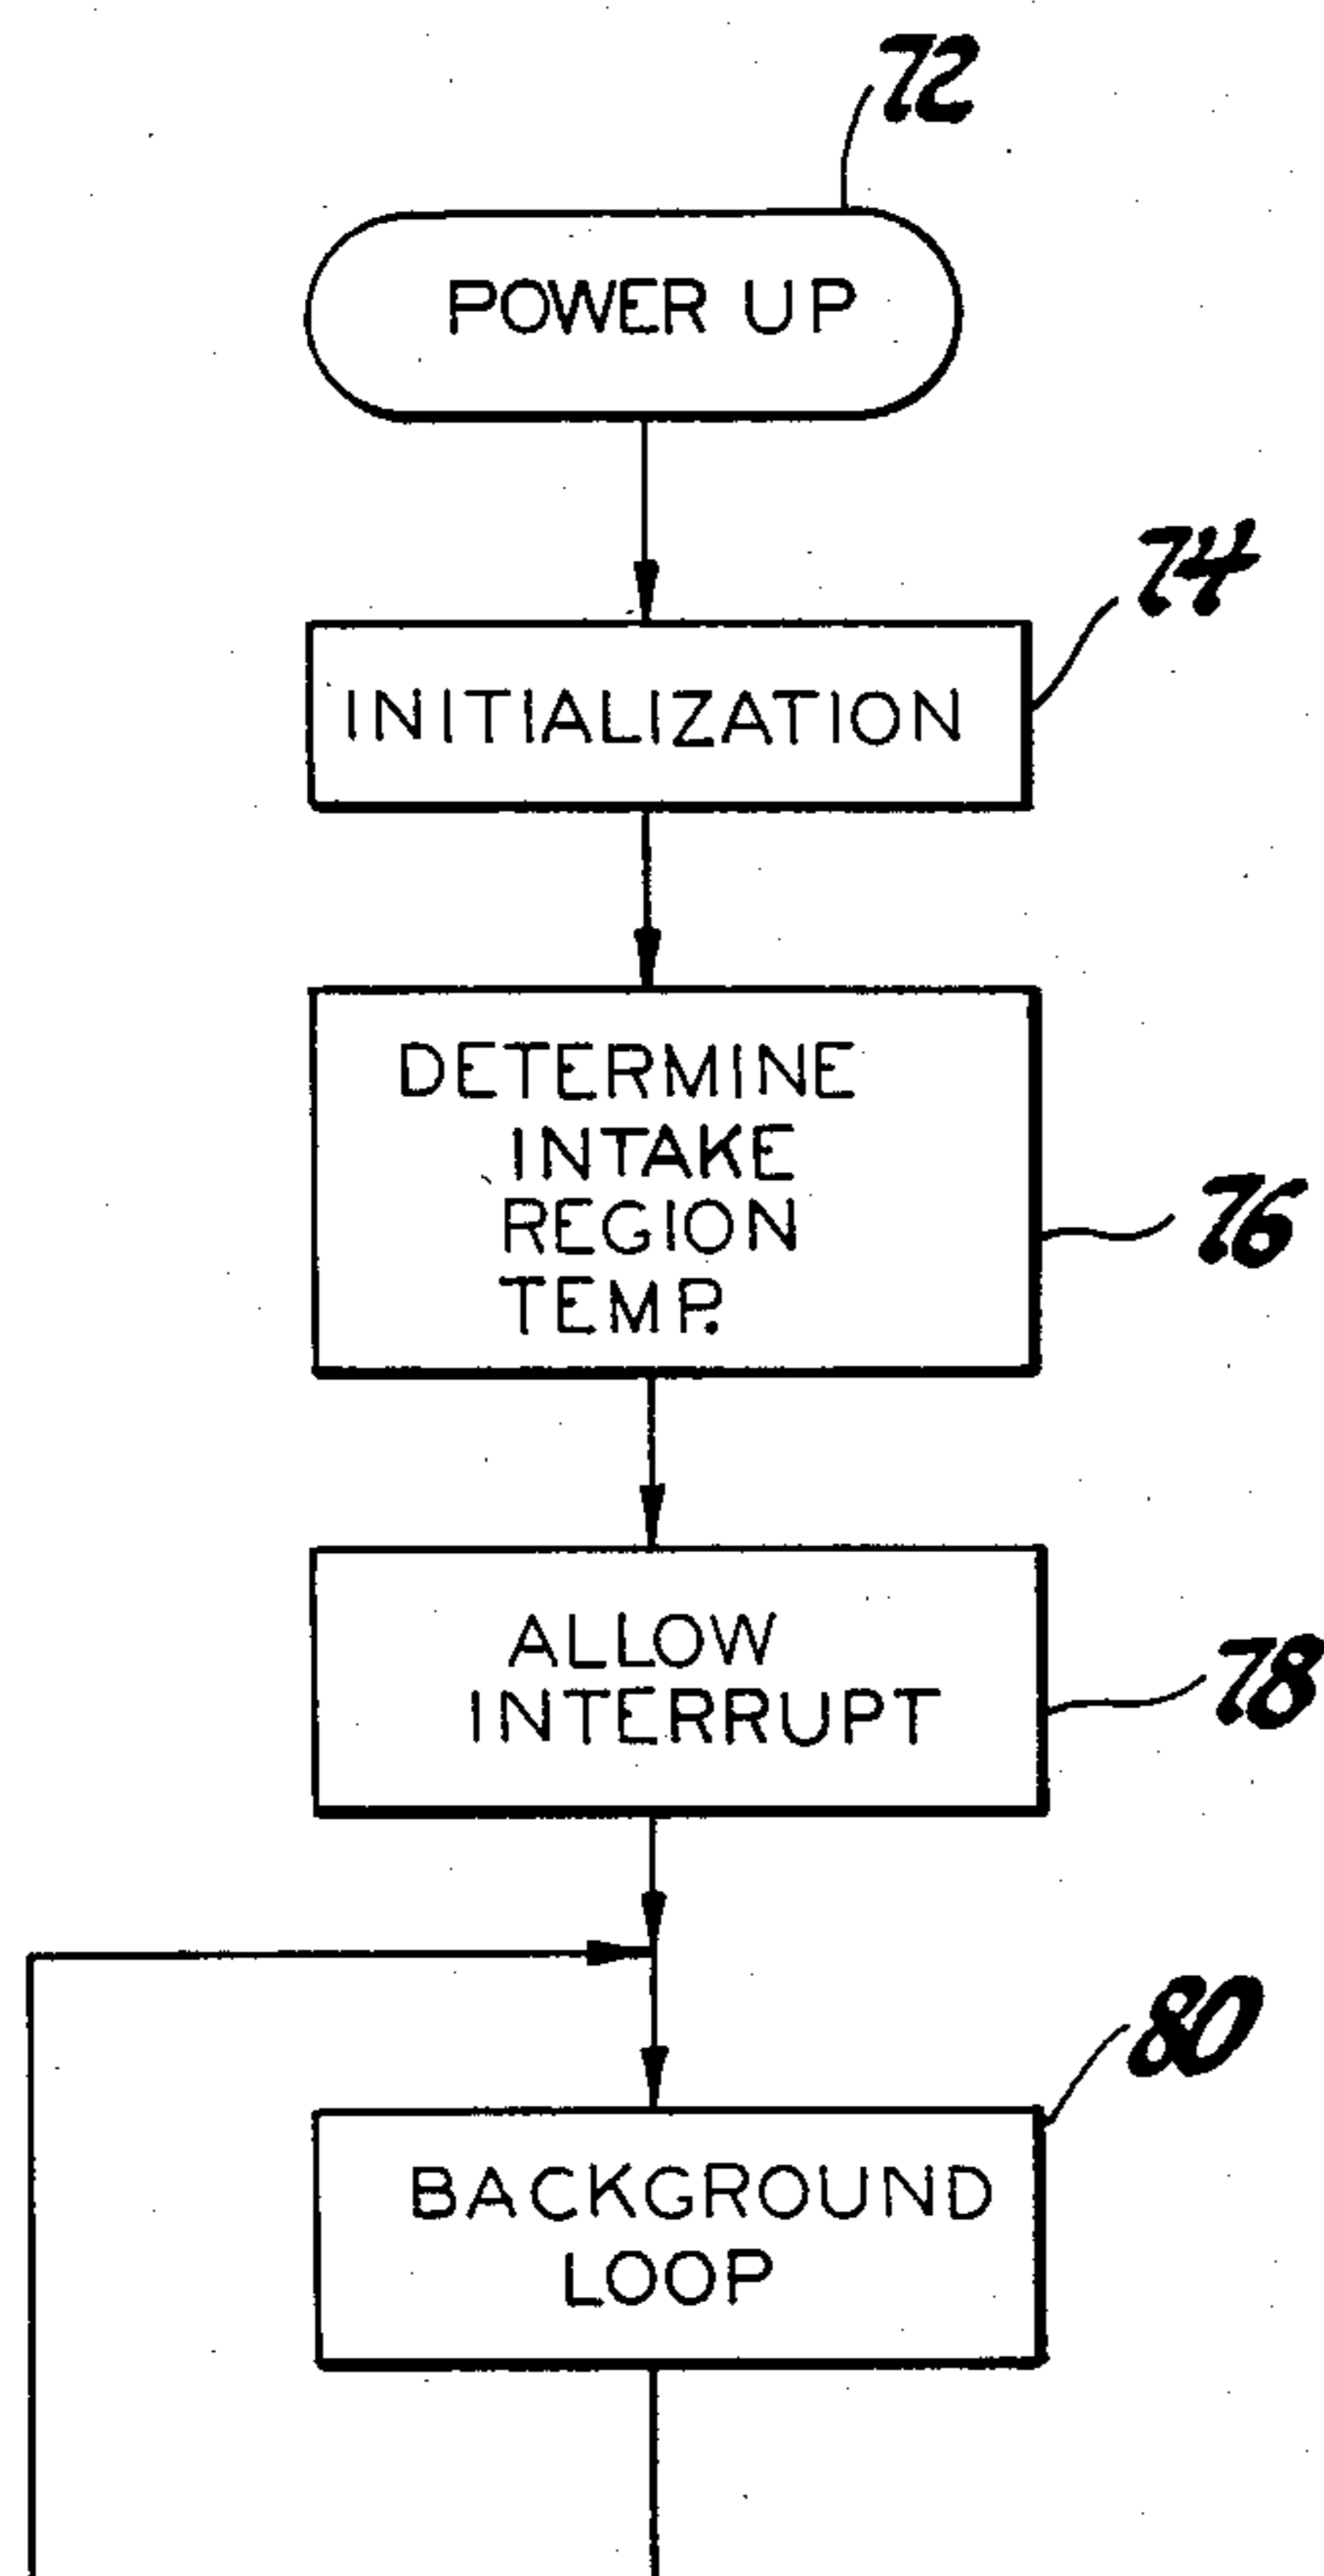 72
POWER UP
74
INITIALIZATION
DETERMINE
INTAKE
REGION
TEMP.
76
ALLOW
INTERRUPT
78
80
BACKGROUND
LOOP